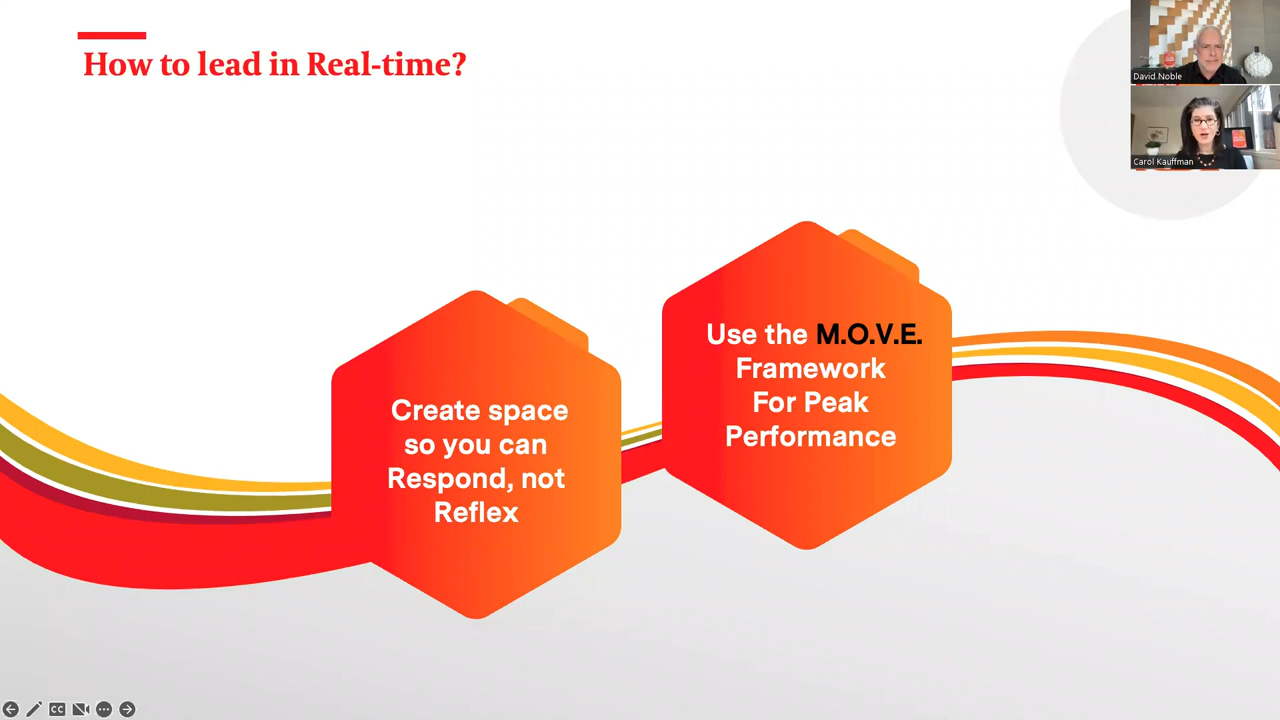 How to lead in Real-time?
David Noble
Carol Kauffman
Create space
so you can
Respond, not
Reflex
Use the M.O.V.E.
Framework
For Peak
Performance
CC